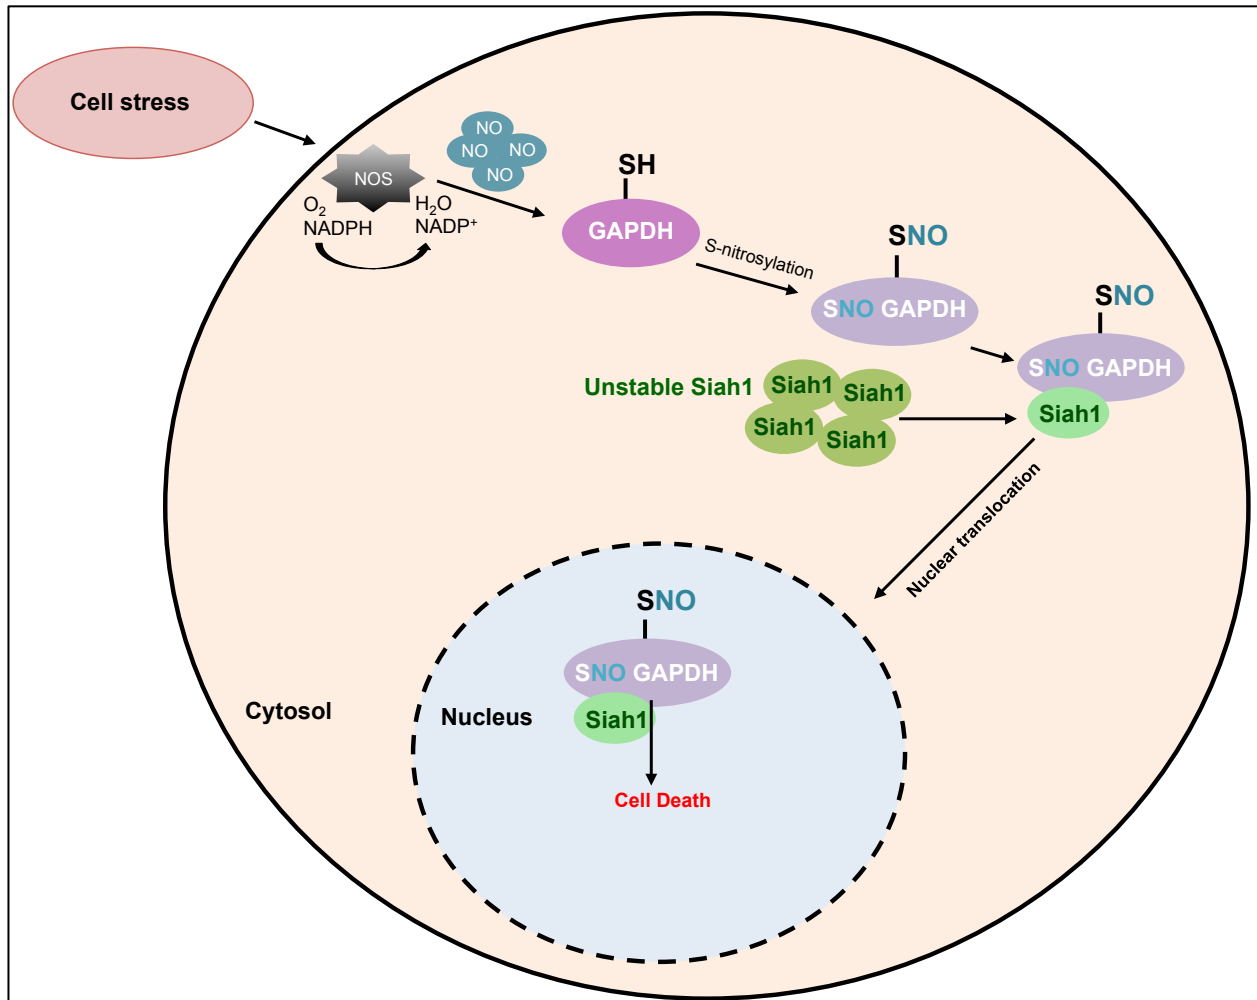 Cell stress
NO
NO
NO
NO
NOS
O₂
NADPH
H₂O
NADP⁺
SH
GAPDH
S-nitrosylation
SNO
SNO GAPDH
SNO
SNO GAPDH
Siah1
Unstable Siah1
Siah1
Siah1
Siah1
Siah1
Nuclear translocation
SNO
SNO GAPDH
Siah1
Cell Death
Cytosol
Nucleus